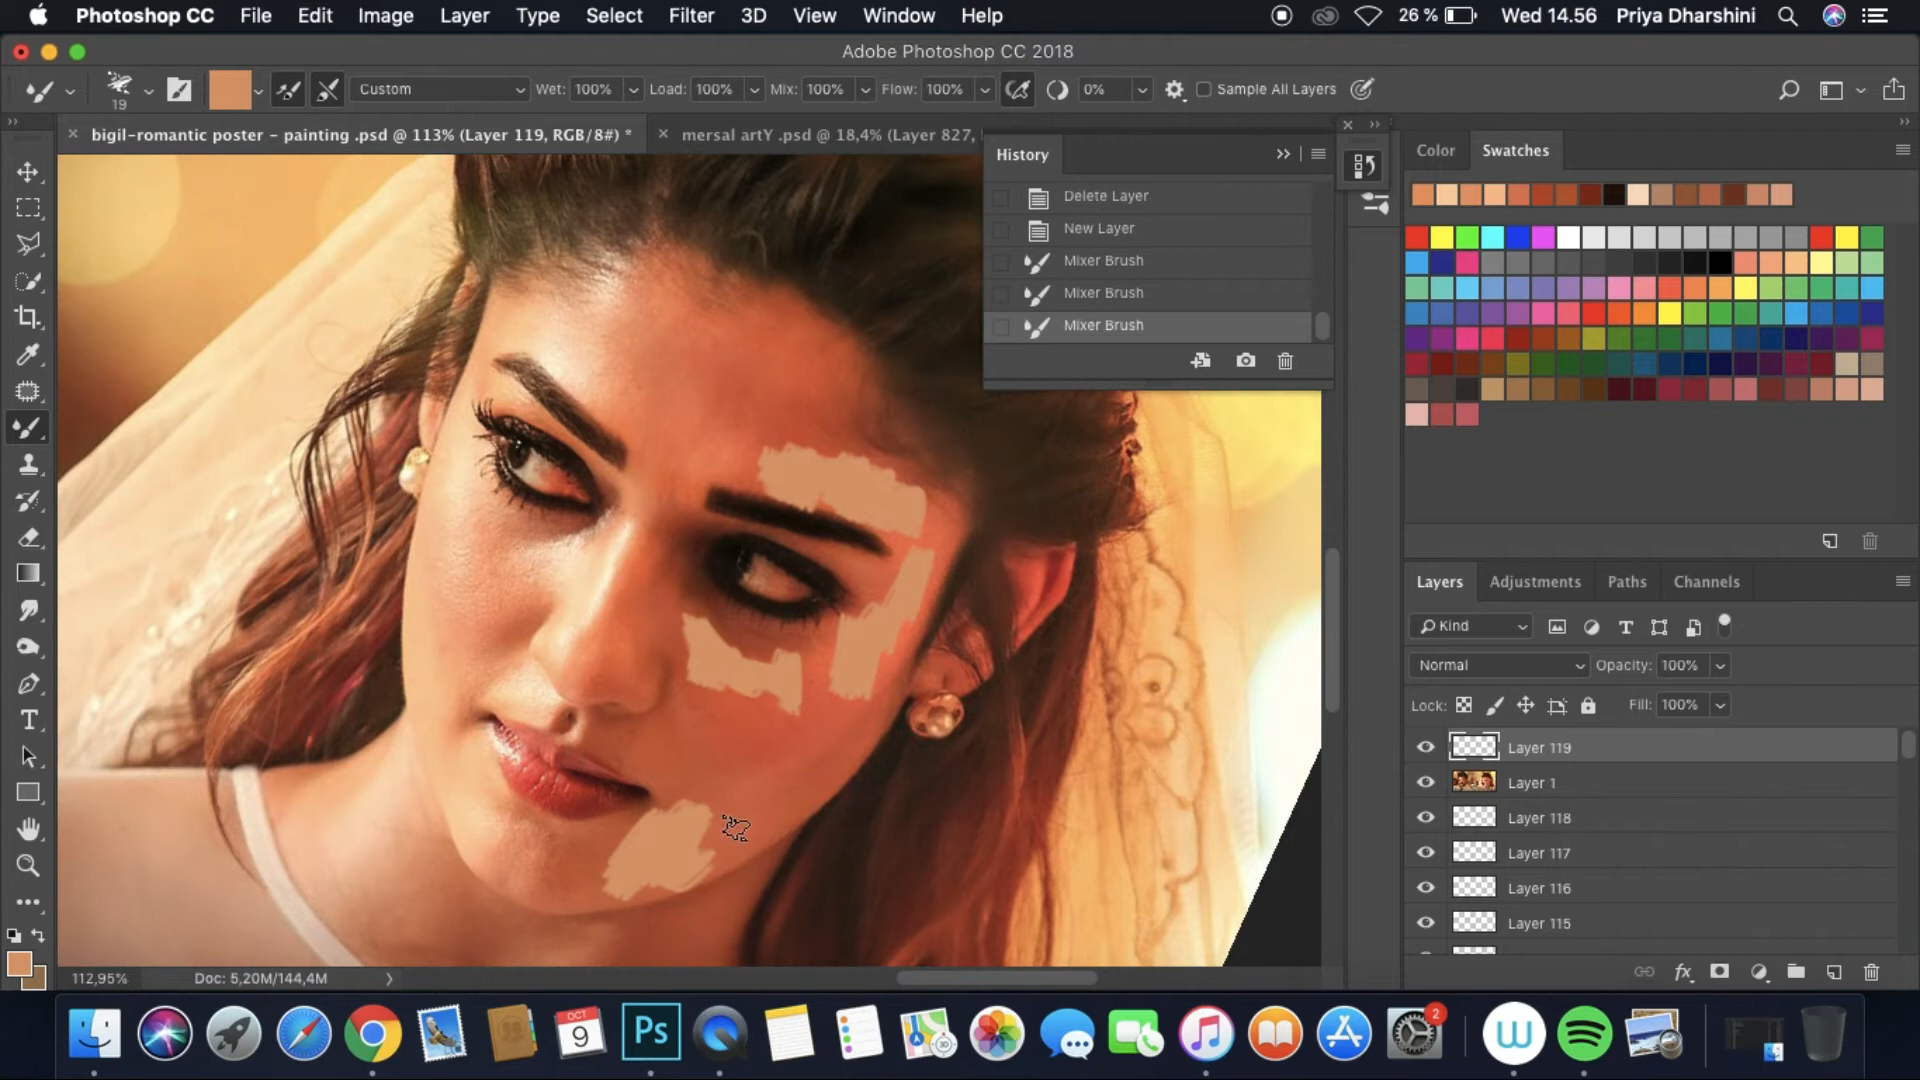 Photoshop CC File Edit Image Layer Type Select Filter 3D View Window Help 26 % Wed 14.56 Priya Dharshini
Adobe Photoshop CC 2018
19 Custom Wet: 100% Load: 100% Mix: 100% Flow: 100% 0% Sample All Layers
bigil-romantic poster - painting .psd @ 113% (Layer 119, RGB/8#) * mersal artY .psd @ 18,4% (Layer 827,
History
Delete Layer
New Layer
Mixer Brush
Mixer Brush
Mixer Brush
Color Swatches
Layers Adjustments Paths Channels
Kind
Normal Opacity: 100%
Lock: Fill: 100%
Layer 119
Layer 1
Layer 118
Layer 117
Layer 116
Layer 115
fx
112,95% Doc: 5,20M/144,4M
OCT
9
Ps
2